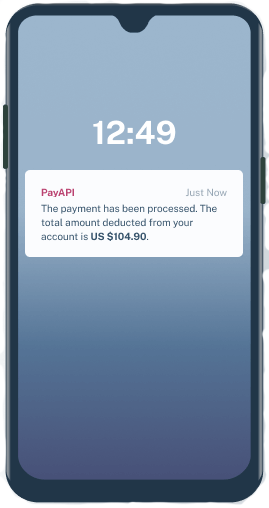 12:49
PayAPI Just Now
The payment has been processed. The
total amount deducted from your
account is US $104.90.